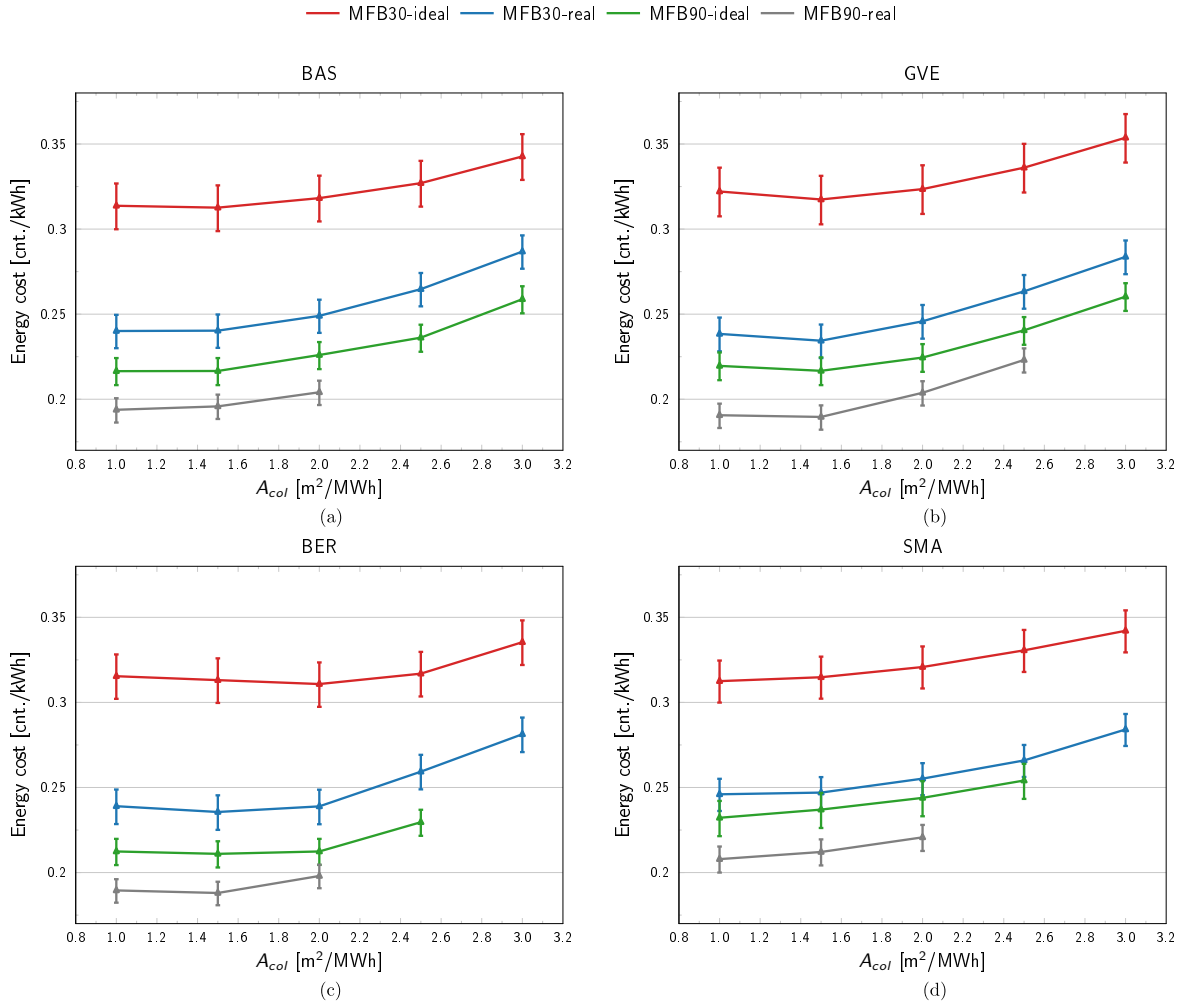 MFB30-ideal MFB30-real MFB90-ideal MFB90-real
BAS
Energy cost [cnt./kWh]
0.35
0.3
0.25
0.2
0.8 1.0 1.2 1.4 1.6 1.8 2.0 2.2 2.4 2.6 2.8 3.0 3.2
A_col [m²/MWh]
(a)
GVE
Energy cost [cnt./kWh]
0.35
0.3
0.25
0.2
0.8 1.0 1.2 1.4 1.6 1.8 2.0 2.2 2.4 2.6 2.8 3.0 3.2
A_col [m²/MWh]
(b)
BER
Energy cost [cnt./kWh]
0.35
0.3
0.25
0.2
0.8 1.0 1.2 1.4 1.6 1.8 2.0 2.2 2.4 2.6 2.8 3.0 3.2
A_col [m²/MWh]
(c)
SMA
Energy cost [cnt./kWh]
0.35
0.3
0.25
0.2
0.8 1.0 1.2 1.4 1.6 1.8 2.0 2.2 2.4 2.6 2.8 3.0 3.2
A_col [m²/MWh]
(d)